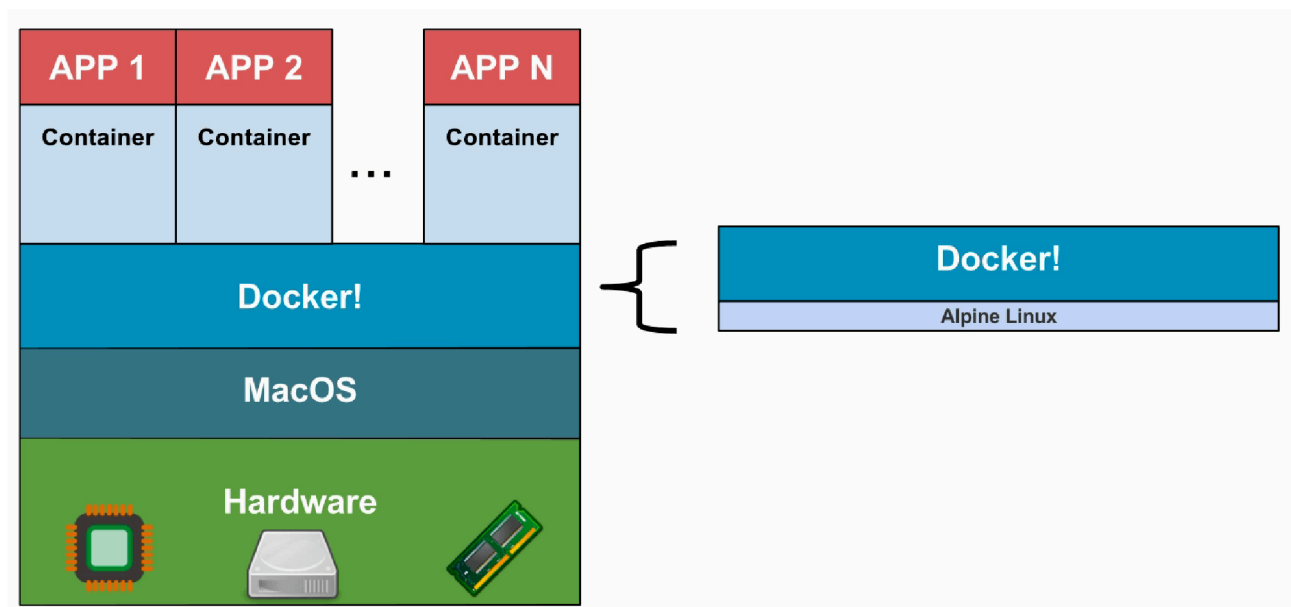 APP 1
APP 2
APP N
Container
Container
...
Container
Docker!
MacOS
Hardware
Docker!
Alpine Linux